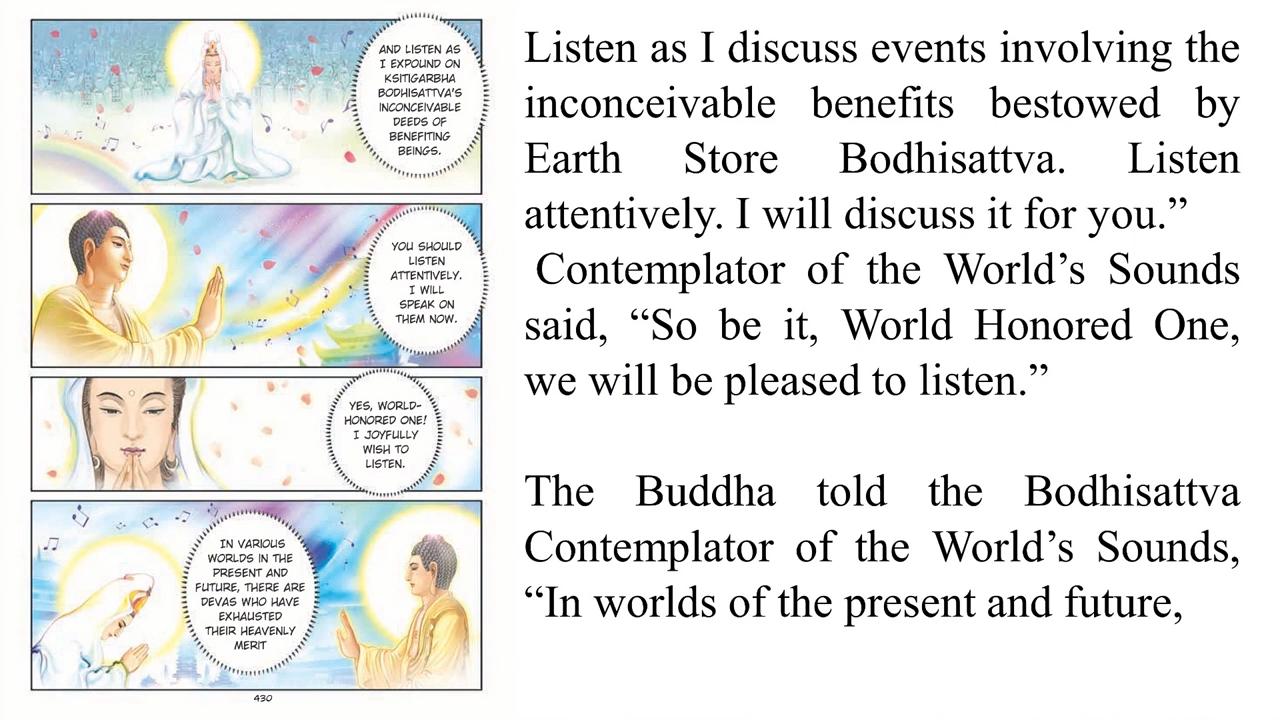 AND LISTEN AS
I EXPOUND ON
KSITIGARBHA
BODHISATTVA'S
INCONCEIVABLE
DEEDS OF
BENEFITING
BEINGS.
YOU SHOULD
LISTEN
ATTENTIVELY.
I WILL
SPEAK ON
THEM NOW.
YES, WORLD-
HONORED ONE!
I JOYFULLY
WISH TO
LISTEN.
IN VARIOUS
WORLDS IN THE
PRESENT AND
FUTURE, THERE ARE
DEVAS WHO HAVE
EXHAUSTED
THEIR HEAVENLY
MERIT
430
Listen as I discuss events involving the
inconceivable benefits bestowed by
Earth Store Bodhisattva. Listen
attentively. I will discuss it for you.”
Contemplator of the World’s Sounds
said, “So be it, World Honored One,
we will be pleased to listen.”
The Buddha told the Bodhisattva
Contemplator of the World’s Sounds,
“In worlds of the present and future,